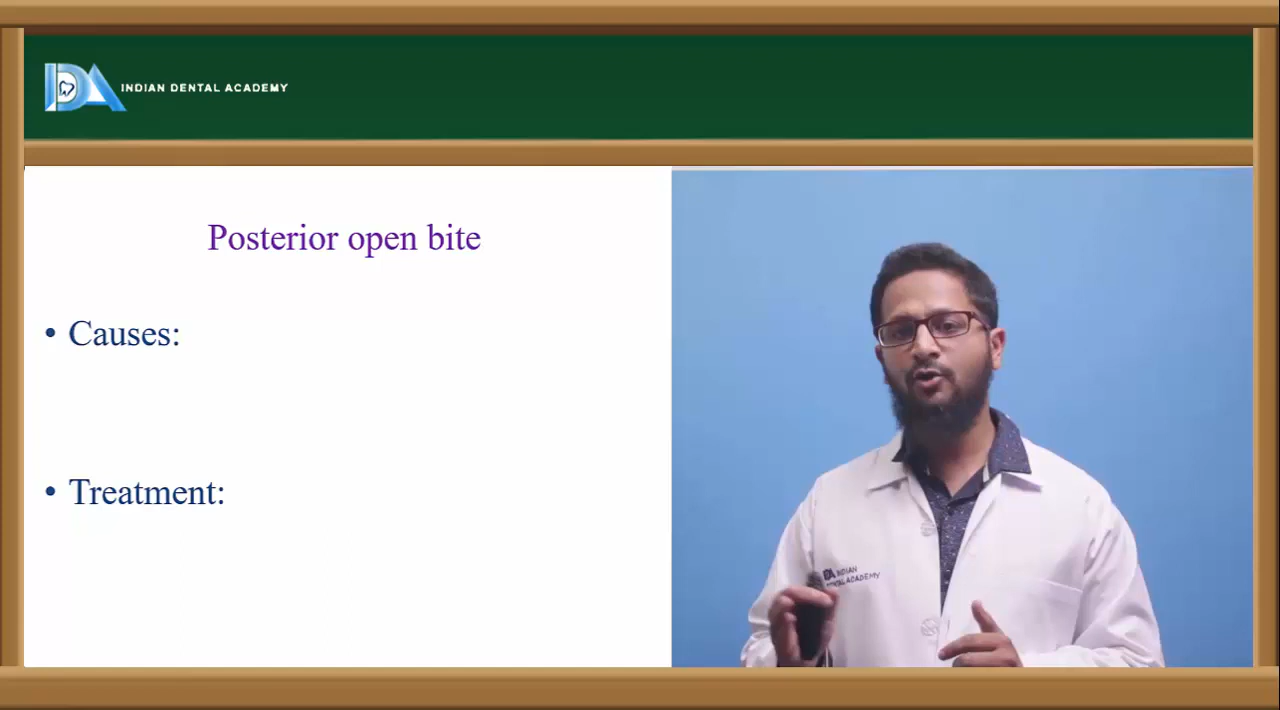 INDIAN DENTAL ACADEMY
Posterior open bite
• Causes:
• Treatment:
INDIAN
DENTAL ACADEMY